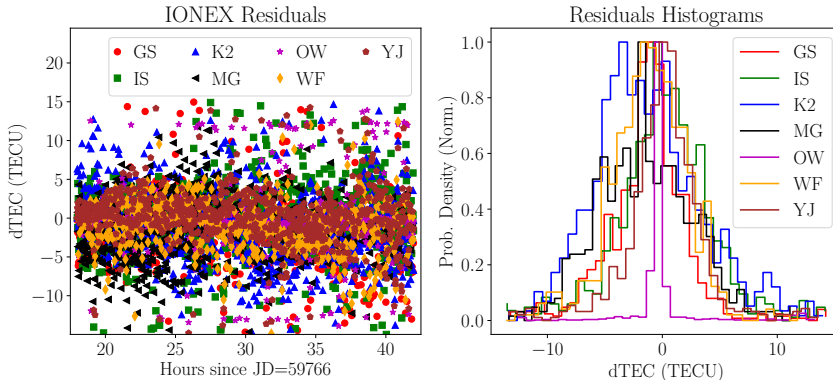 IONEX Residuals
GS K2 OW YJ
IS MG WF
20
15
10
5
0
−5
−10
dTEC (TECU)
20 25 30 35 40
Hours since JD=59766
Residuals Histograms
GS
IS
K2
MG
OW
WF
YJ
1.0
0.8
0.6
0.4
0.2
0.0
Prob. Density (Norm.)
−10 0 10
dTEC (TECU)